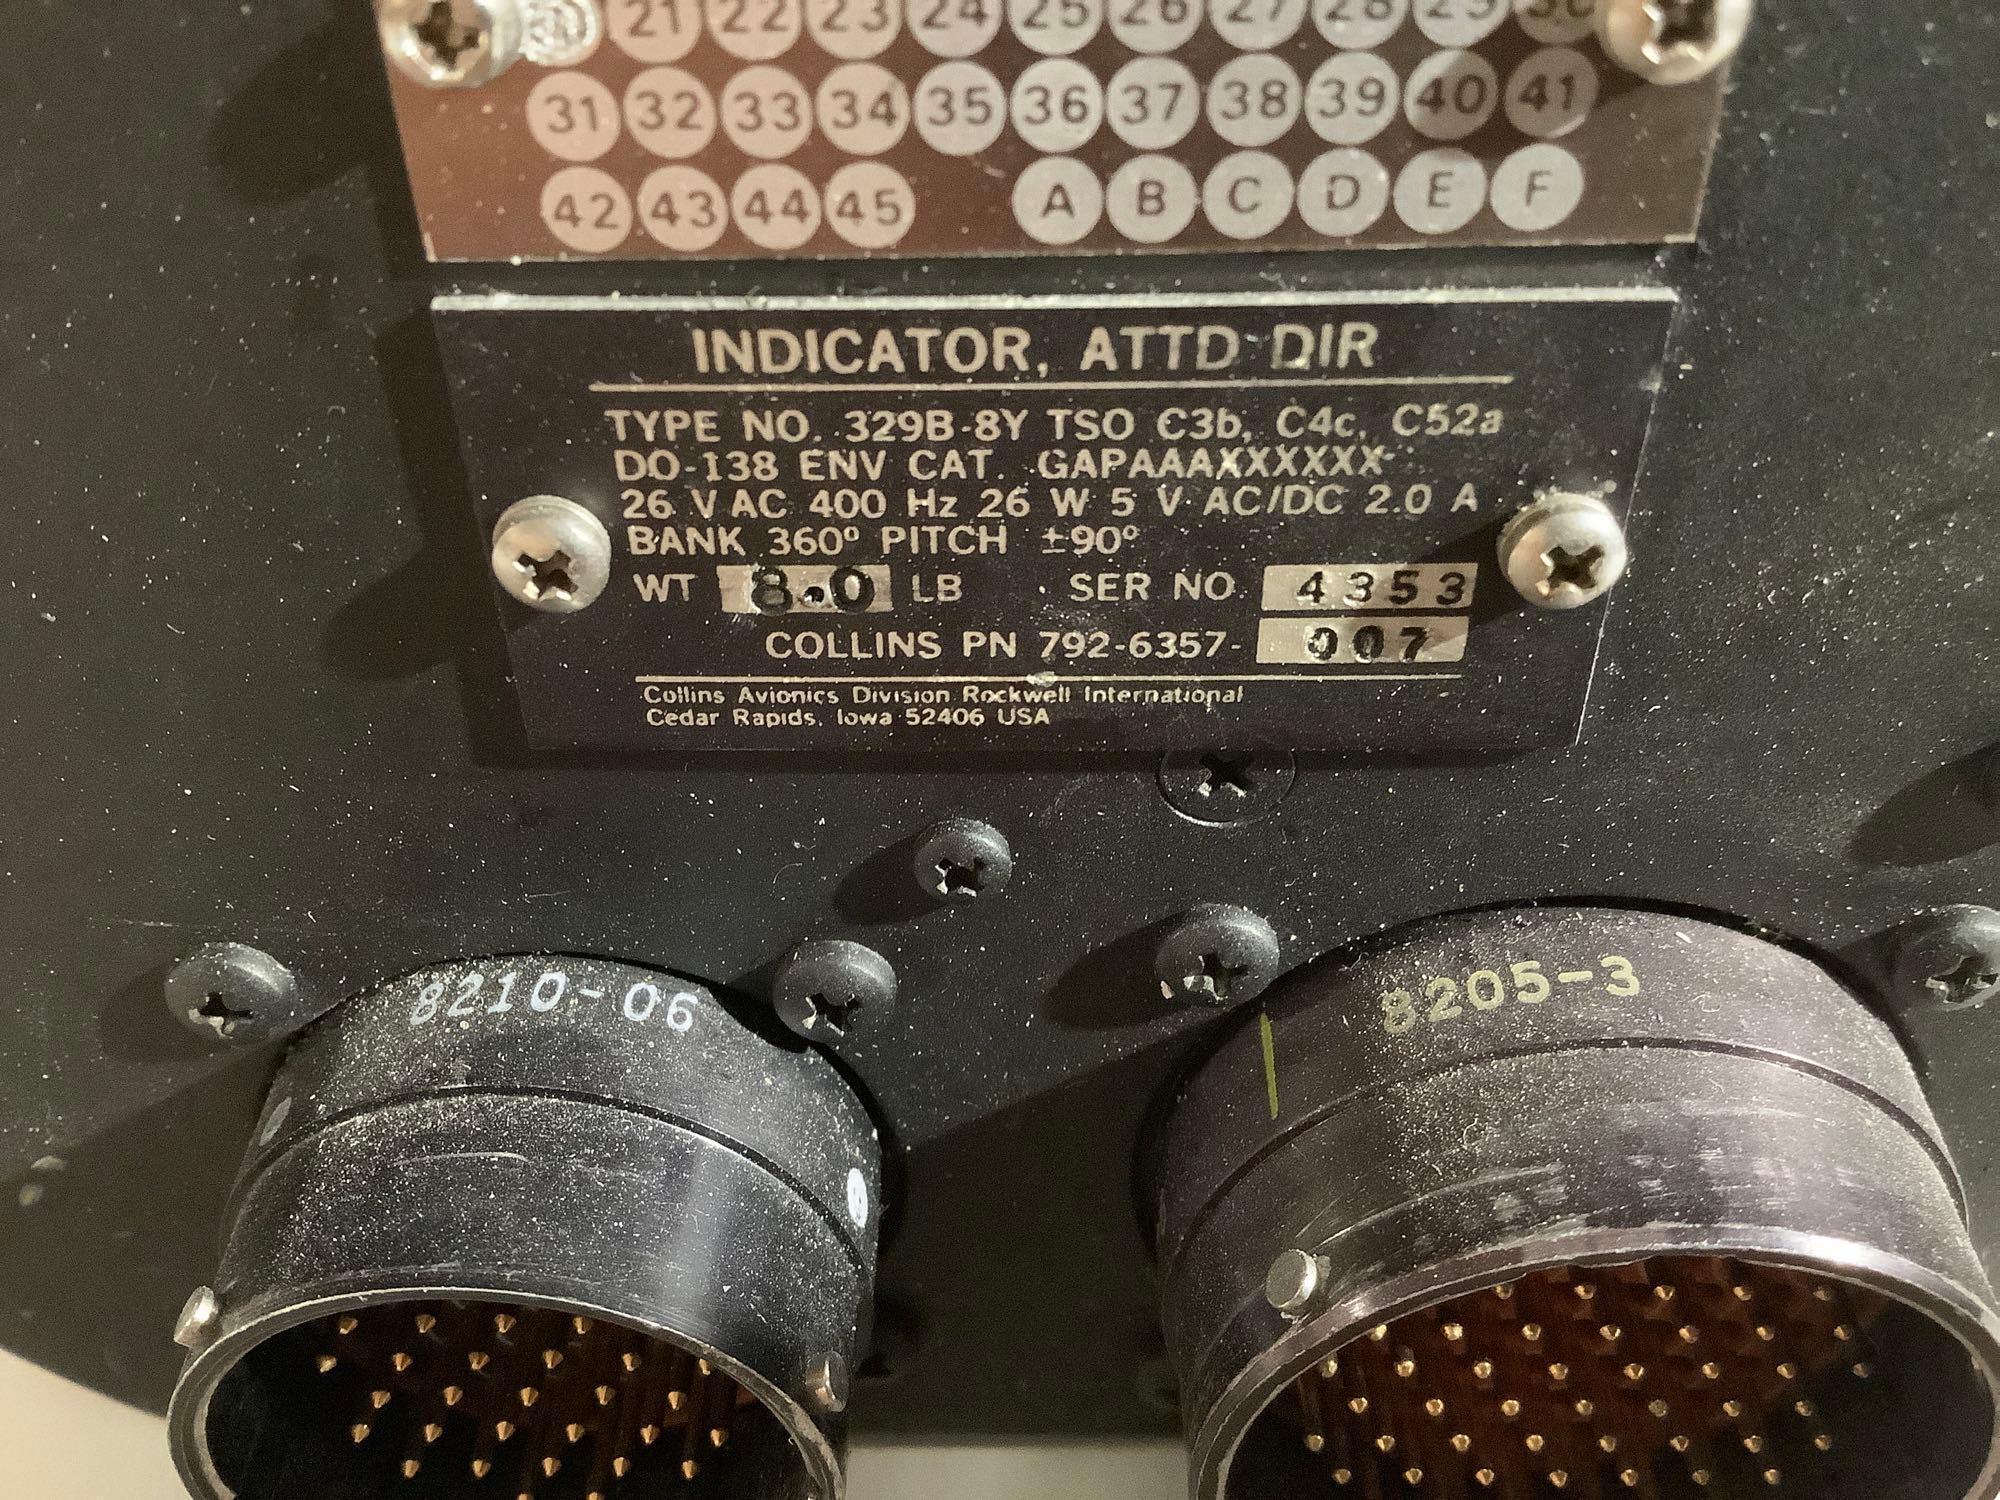 21 22 23 24 25 26 27 28 29 30
31 32 33 34 35 36 37 38 39 40 41
42 43 44 45 A B C D E F
INDICATOR, ATTD DIR
TYPE NO. 329B-8Y TSO C3b, C4c, C52a
DO-138 ENV CAT. GAPAAAXXXXXX
26 V AC 400 Hz 26 W 5 V AC/DC 2.0 A
BANK 360° PITCH ±90°
WT 8.0 LB SER NO. 4353
COLLINS PN 792-6357- 007
Collins Avionics Division Rockwell International
Cedar Rapids, Iowa 52406 USA
8210-06
8205-3